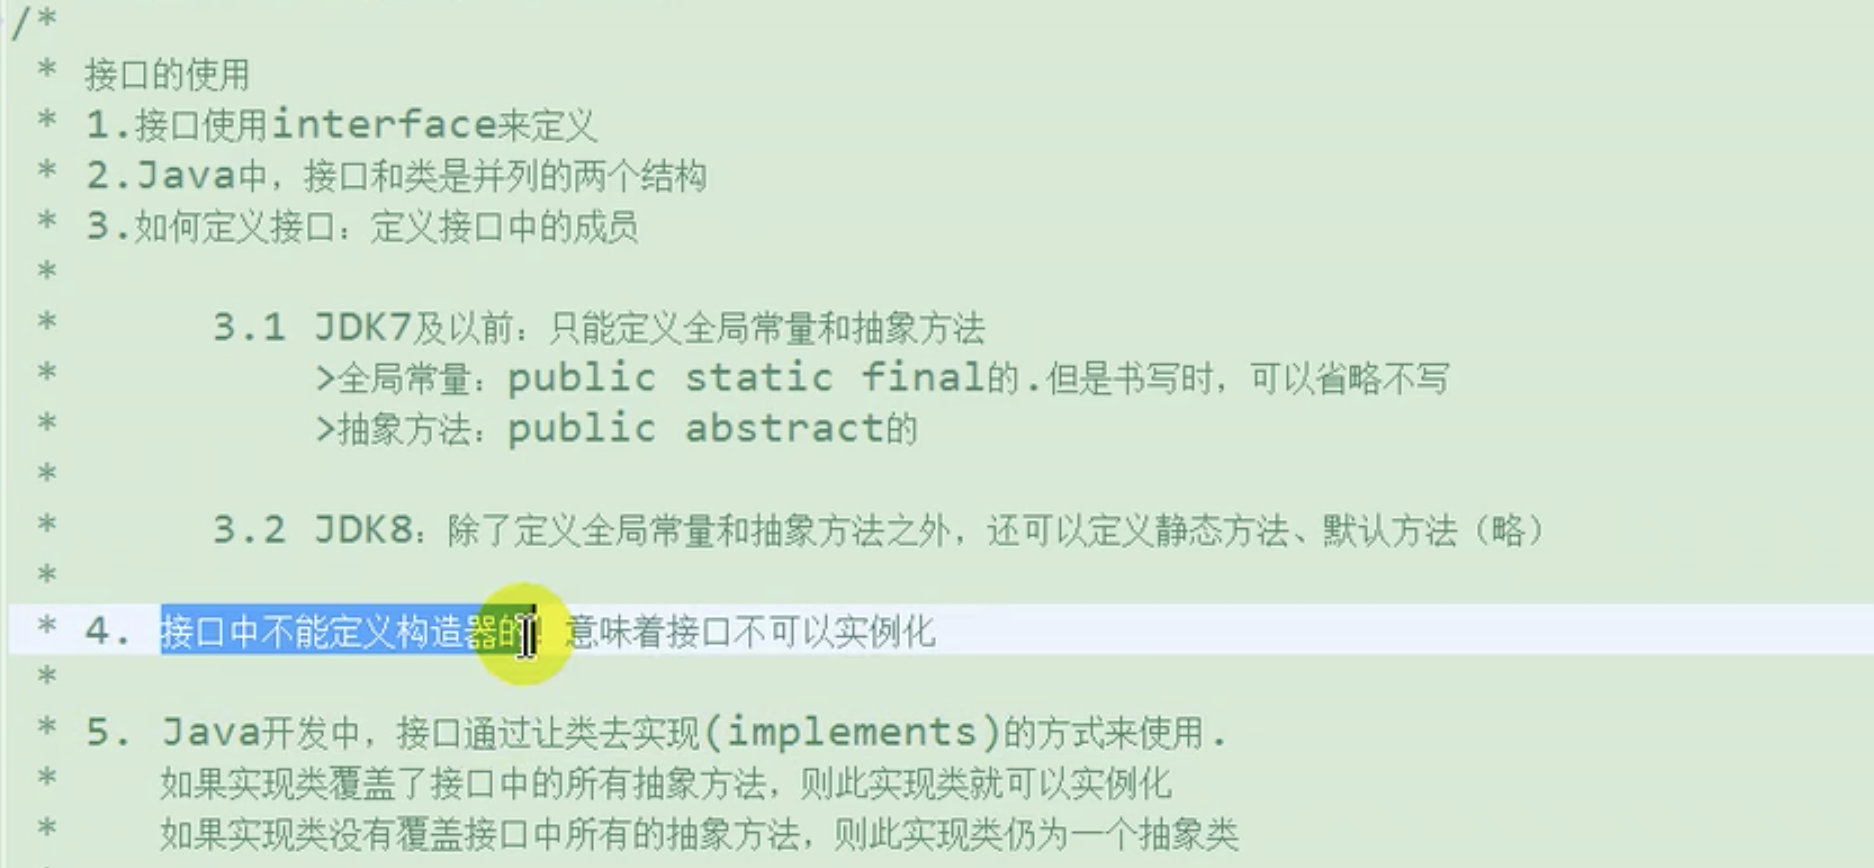 /*
* 接口的使用
* 1.接口使用interface来定义
* 2.Java中，接口和类是并列的两个结构
* 3.如何定义接口：定义接口中的成员
*
* 3.1 JDK7及以前：只能定义全局常量和抽象方法
* >全局常量：public static final的.但是书写时，可以省略不写
* >抽象方法：public abstract的
*
* 3.2 JDK8：除了定义全局常量和抽象方法之外，还可以定义静态方法、默认方法（略）
*
* 4. 接口中不能定义构造器的！意味着接口不可以实例化
*
* 5. Java开发中，接口通过让类去实现(implements)的方式来使用.
* 如果实现类覆盖了接口中的所有抽象方法，则此实现类就可以实例化
* 如果实现类没有覆盖接口中所有的抽象方法，则此实现类仍为一个抽象类